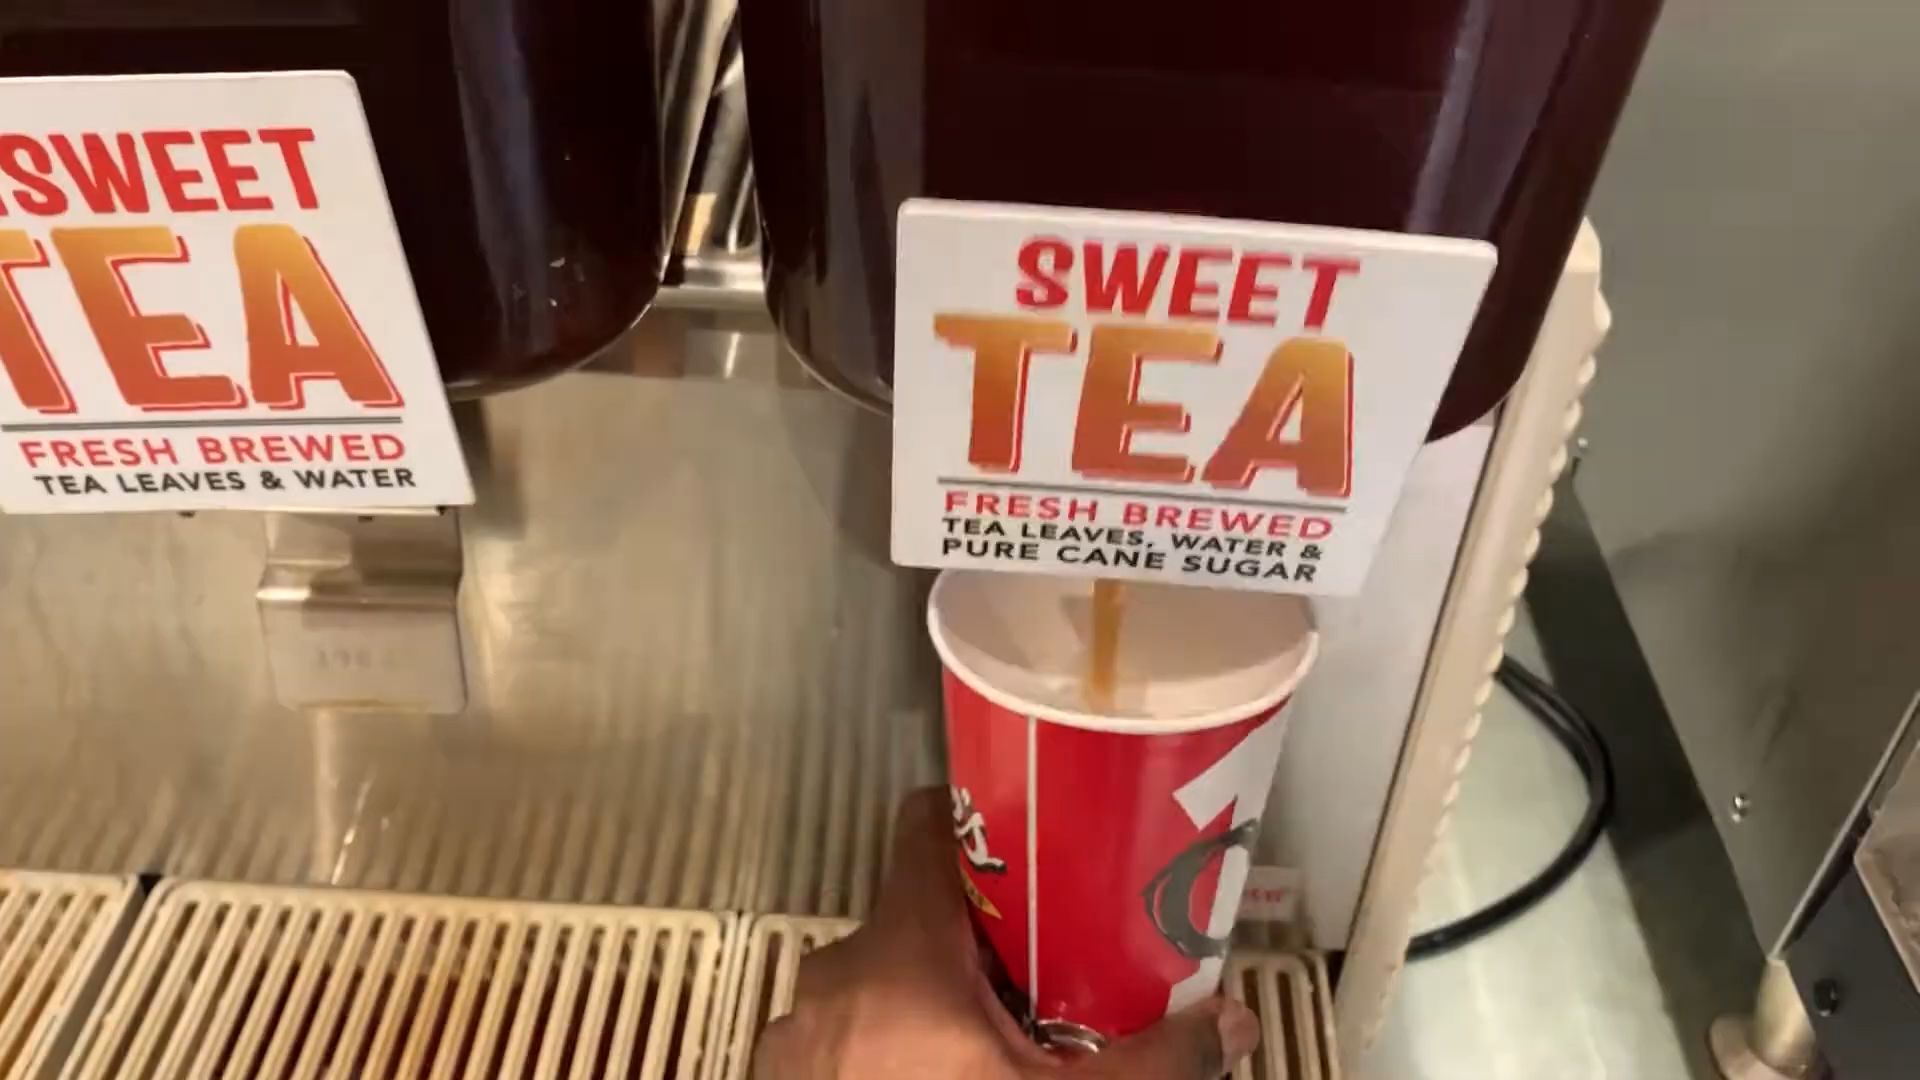 SWEET
TEA
FRESH BREWED
TEA LEAVES & WATER
SWEET
TEA
FRESH BREWED
TEA LEAVES, WATER &
PURE CANE SUGAR